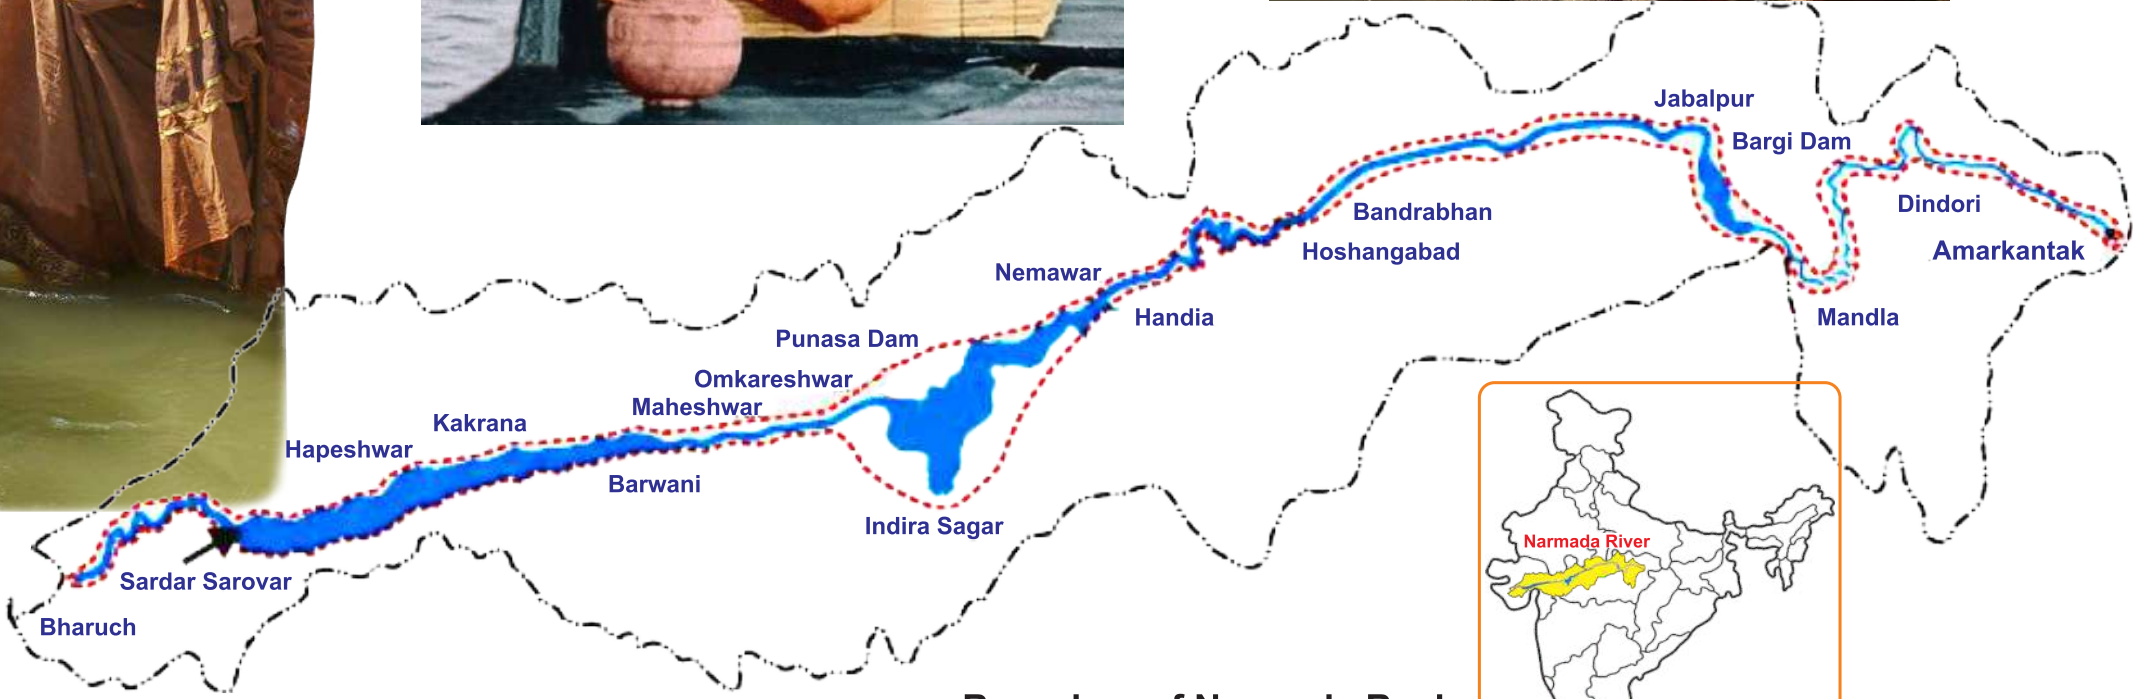 Jabalpur
Bargi Dam
Dindori
Bandrabhan
Amarkantak
Hoshangabad
Nemawar
Handia
Mandla
Punasa Dam
Omkareshwar
Maheshwar
Kakrana
Hapeshwar
Barwani
Indira Sagar
Narmada River
Sardar Sarovar
Bharuch